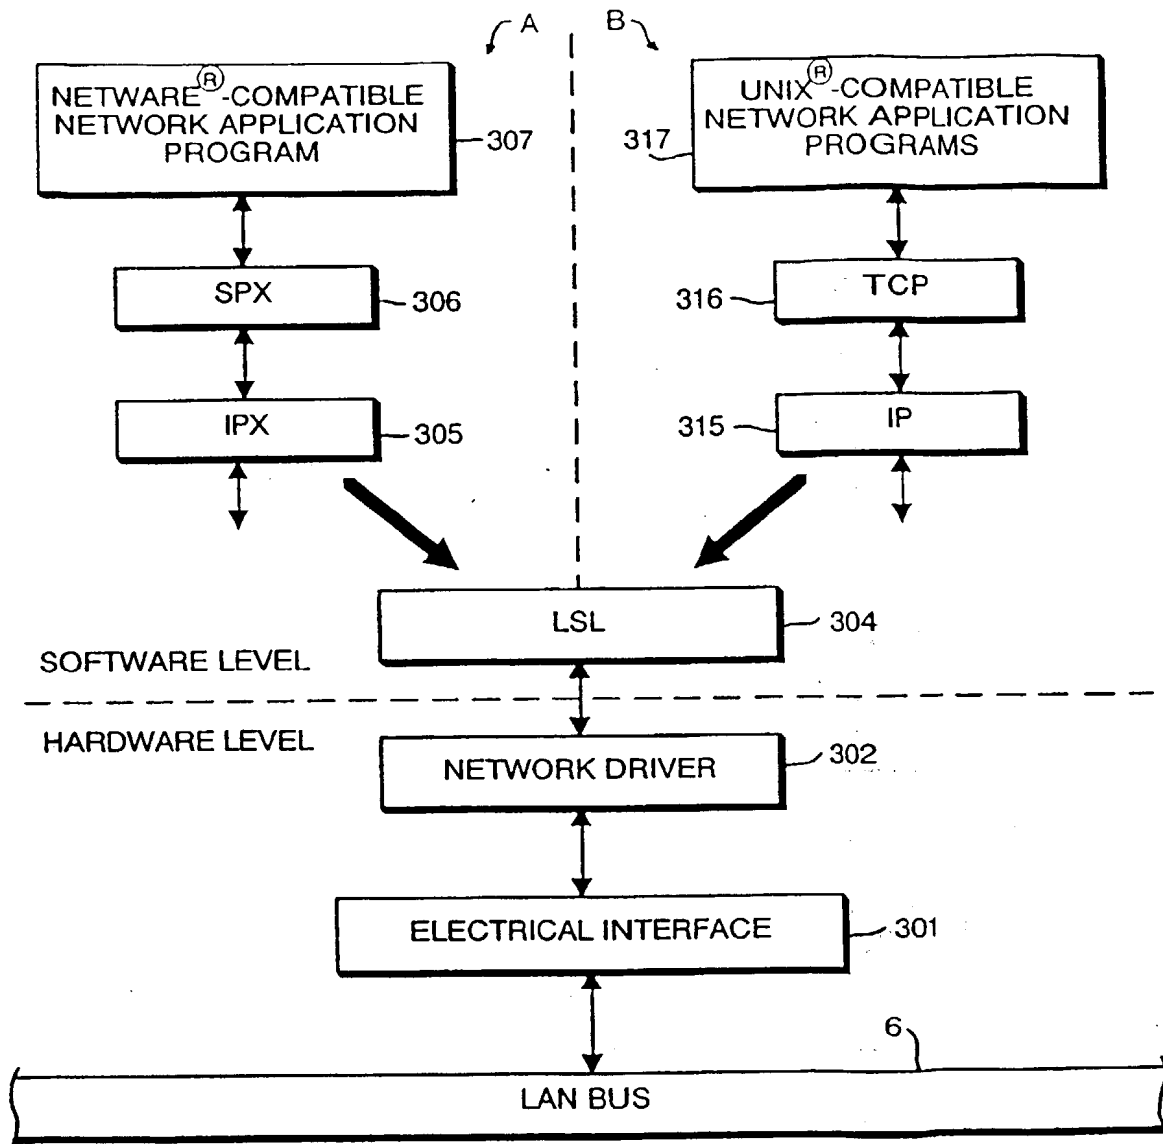 A
B
NETWARE®-COMPATIBLE
NETWORK APPLICATION
PROGRAM
307
UNIX®-COMPATIBLE
NETWORK APPLICATION
PROGRAMS
317
SPX
306
TCP
316
IPX
305
IP
315
LSL
304
SOFTWARE LEVEL
HARDWARE LEVEL
NETWORK DRIVER
302
ELECTRICAL INTERFACE
301
6
LAN BUS